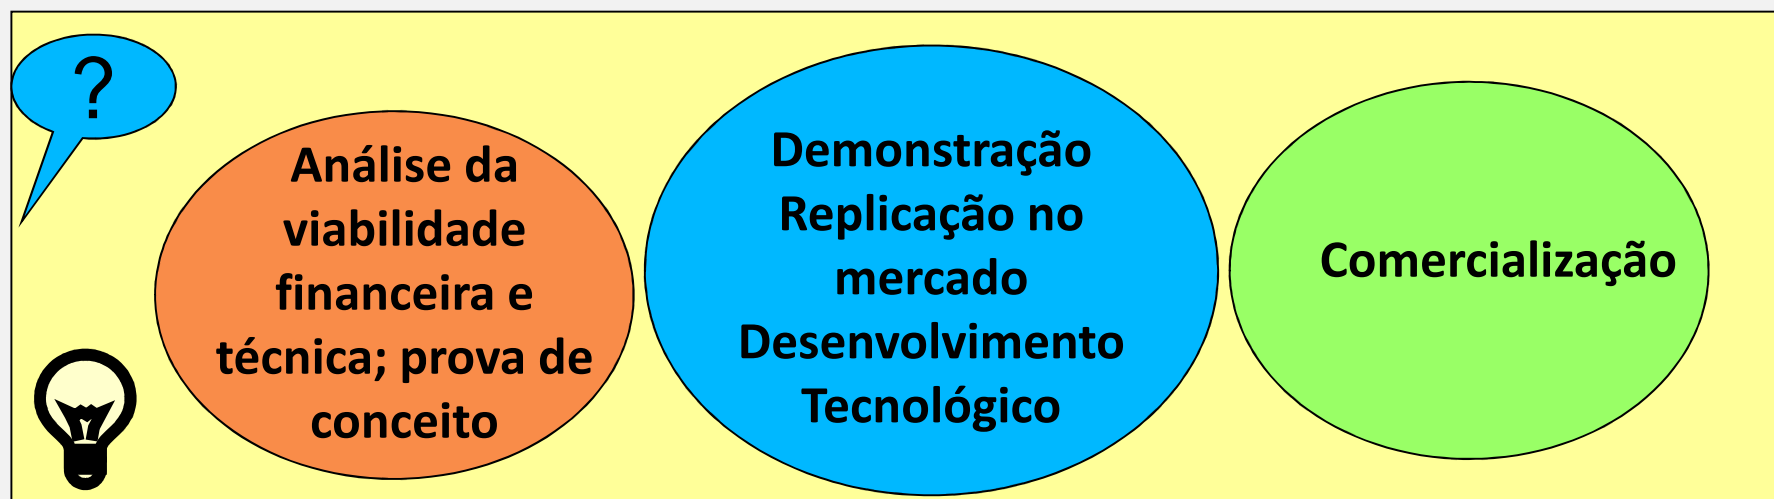 ?
Análise da
viabilidade
financeira e
técnica; prova de
conceito
Demonstração
Replicação no
mercado
Desenvolvimento
Tecnológico
Comercialização